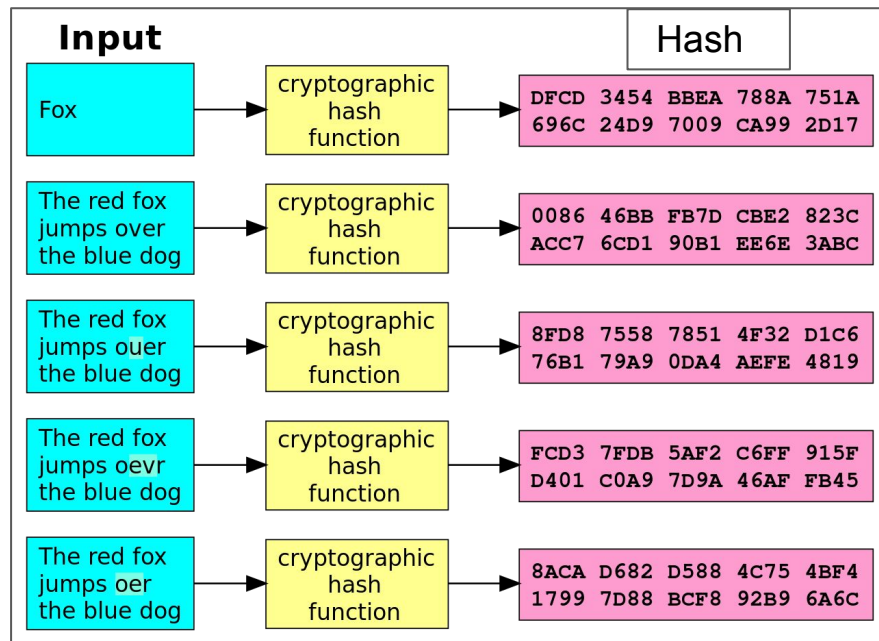 Input
Hash
Fox
cryptographic
hash
function
DFCD 3454 BBEA 788A 751A
696C 24D9 7009 CA99 2D17
The red fox
jumps over
the blue dog
cryptographic
hash
function
0086 46BB FB7D CBE2 823C
ACC7 6CD1 90B1 EE6E 3ABC
The red fox
jumps ouer
the blue dog
cryptographic
hash
function
8FD8 7558 7851 4F32 D1C6
76B1 79A9 0DA4 AEFE 4819
The red fox
jumps oevr
the blue dog
cryptographic
hash
function
FCD3 7FDB 5AF2 C6FF 915F
D401 C0A9 7D9A 46AF FB45
The red fox
jumps oer
the blue dog
cryptographic
hash
function
8ACA D682 D588 4C75 4BF4
1799 7D88 BCF8 92B9 6A6C